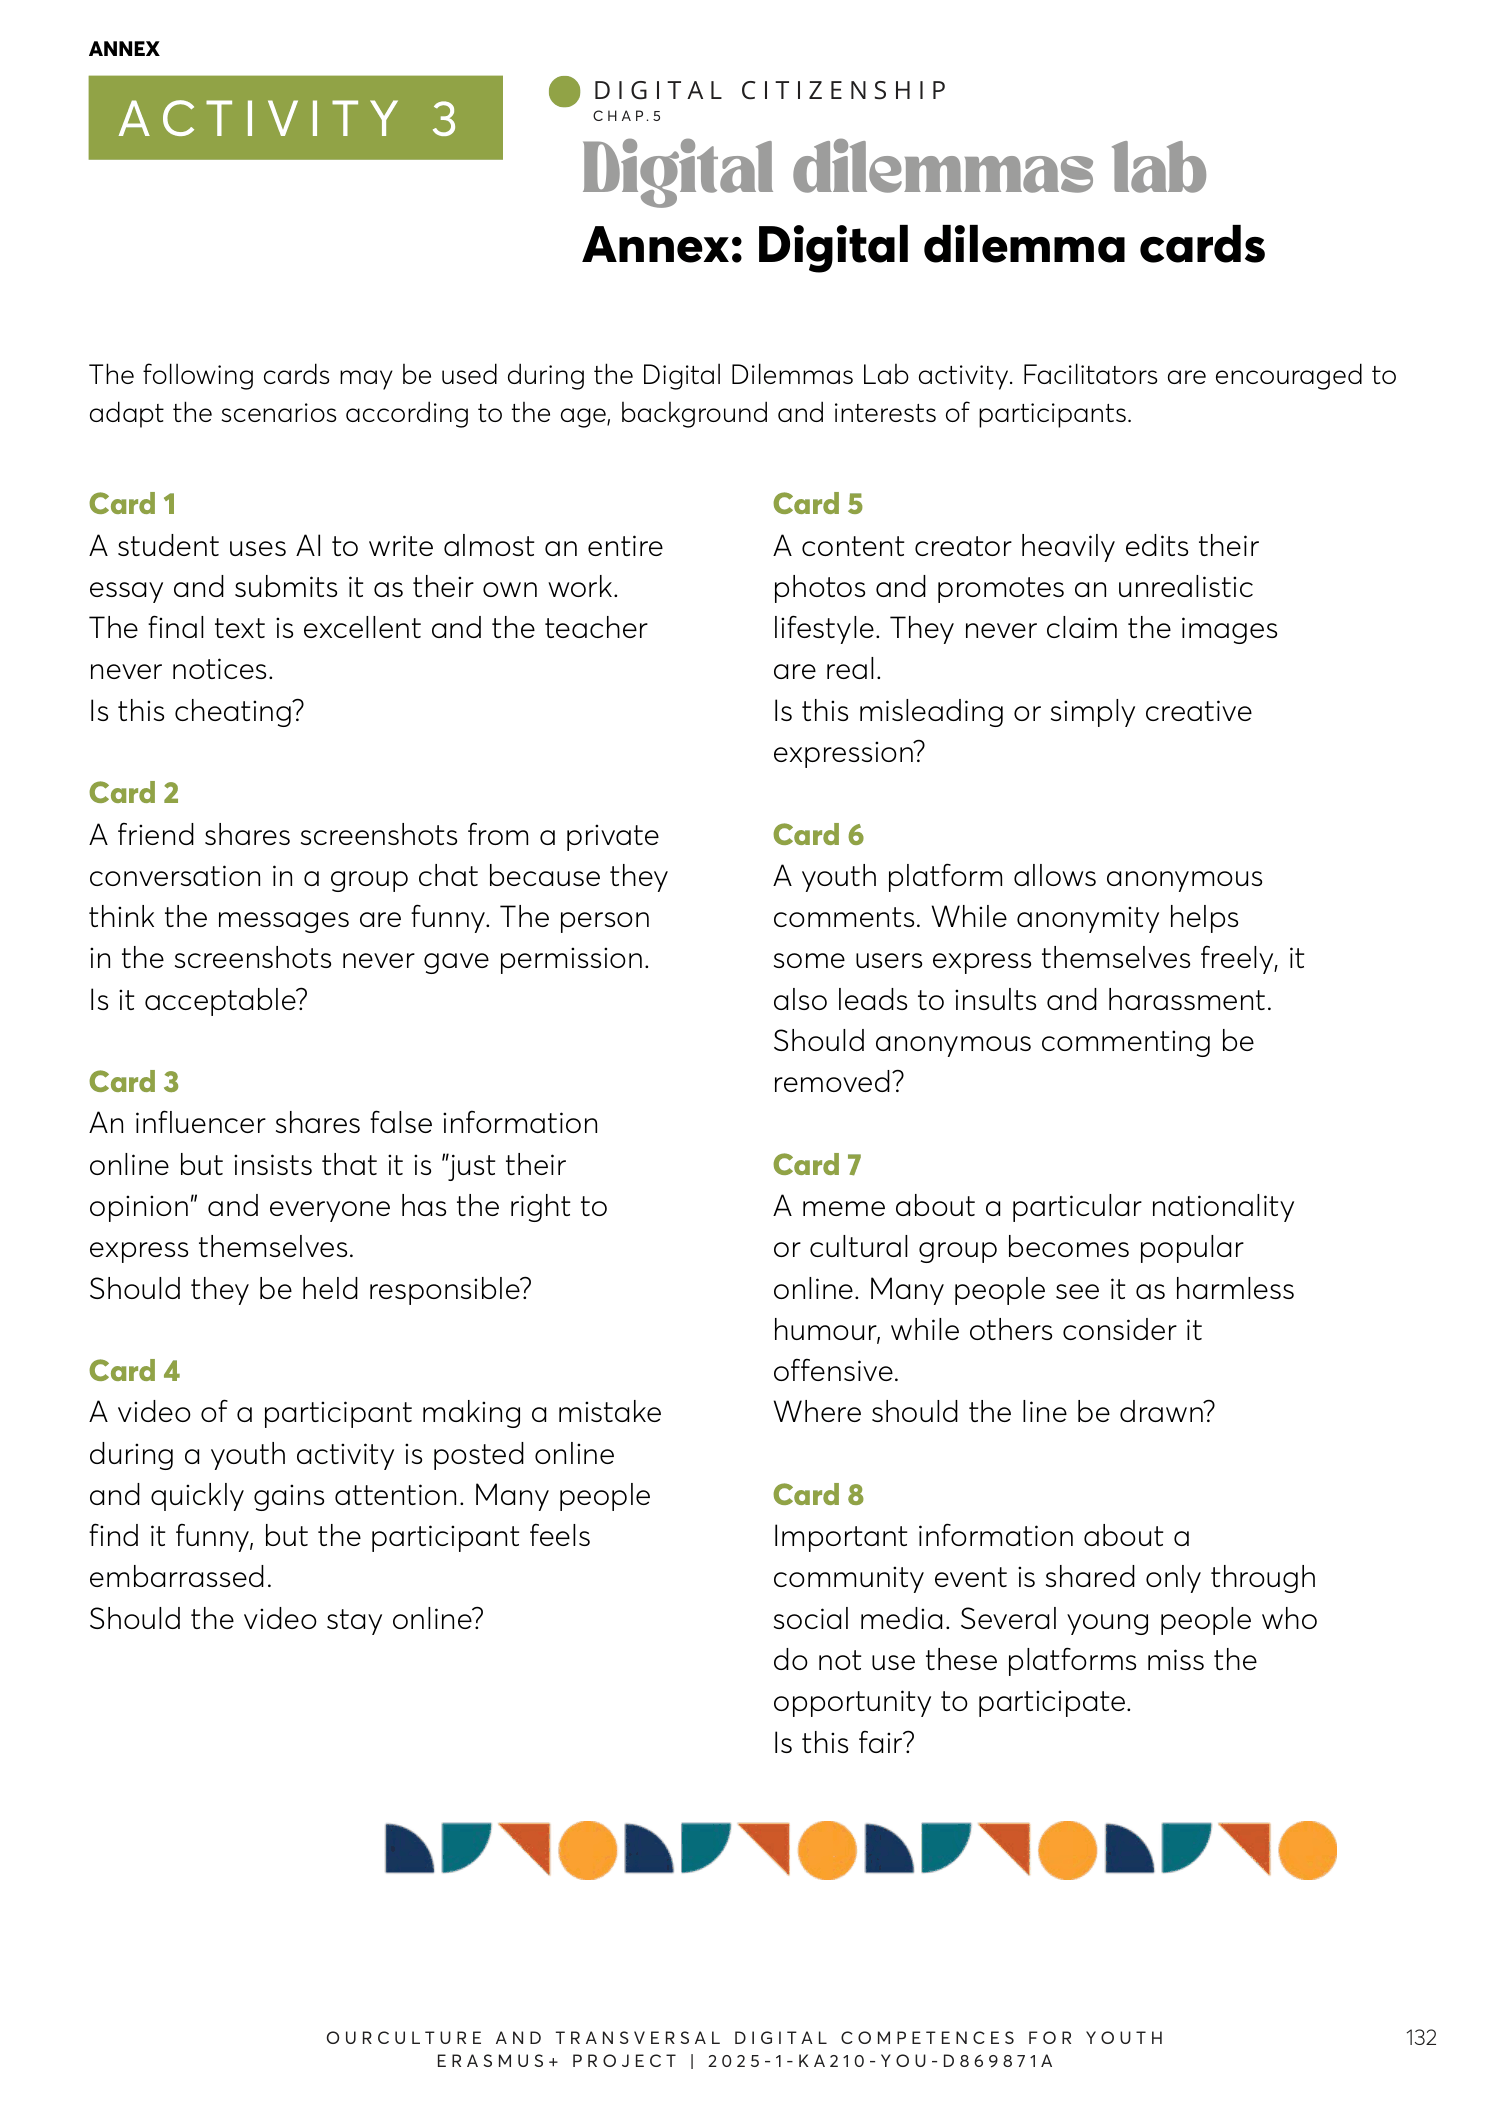 ANNEX
ACTIVITY 3
DIGITAL CITIZENSHIP
CHAP.5
Digital dilemmas lab
Annex: Digital dilemma cards
The following cards may be used during the Digital Dilemmas Lab activity. Facilitators are encouraged to
adapt the scenarios according to the age, background and interests of participants.
Card 1
A student uses AI to write almost an entire
essay and submits it as their own work.
The final text is excellent and the teacher
never notices.
Is this cheating?
Card 2
A friend shares screenshots from a private
conversation in a group chat because they
think the messages are funny. The person
in the screenshots never gave permission.
Is it acceptable?
Card 3
An influencer shares false information
online but insists that it is "just their
opinion" and everyone has the right to
express themselves.
Should they be held responsible?
Card 4
A video of a participant making a mistake
during a youth activity is posted online
and quickly gains attention. Many people
find it funny, but the participant feels
embarrassed.
Should the video stay online?
Card 5
A content creator heavily edits their
photos and promotes an unrealistic
lifestyle. They never claim the images
are real.
Is this misleading or simply creative
expression?
Card 6
A youth platform allows anonymous
comments. While anonymity helps
some users express themselves freely, it
also leads to insults and harassment.
Should anonymous commenting be
removed?
Card 7
A meme about a particular nationality
or cultural group becomes popular
online. Many people see it as harmless
humour, while others consider it
offensive.
Where should the line be drawn?
Card 8
Important information about a
community event is shared only through
social media. Several young people who
do not use these platforms miss the
opportunity to participate.
Is this fair?
OURCULTURE AND TRANSVERSAL DIGITAL COMPETENCES FOR YOUTH
ERASMUS+ PROJECT | 2025-1-KA210-YOU-D869871A
132